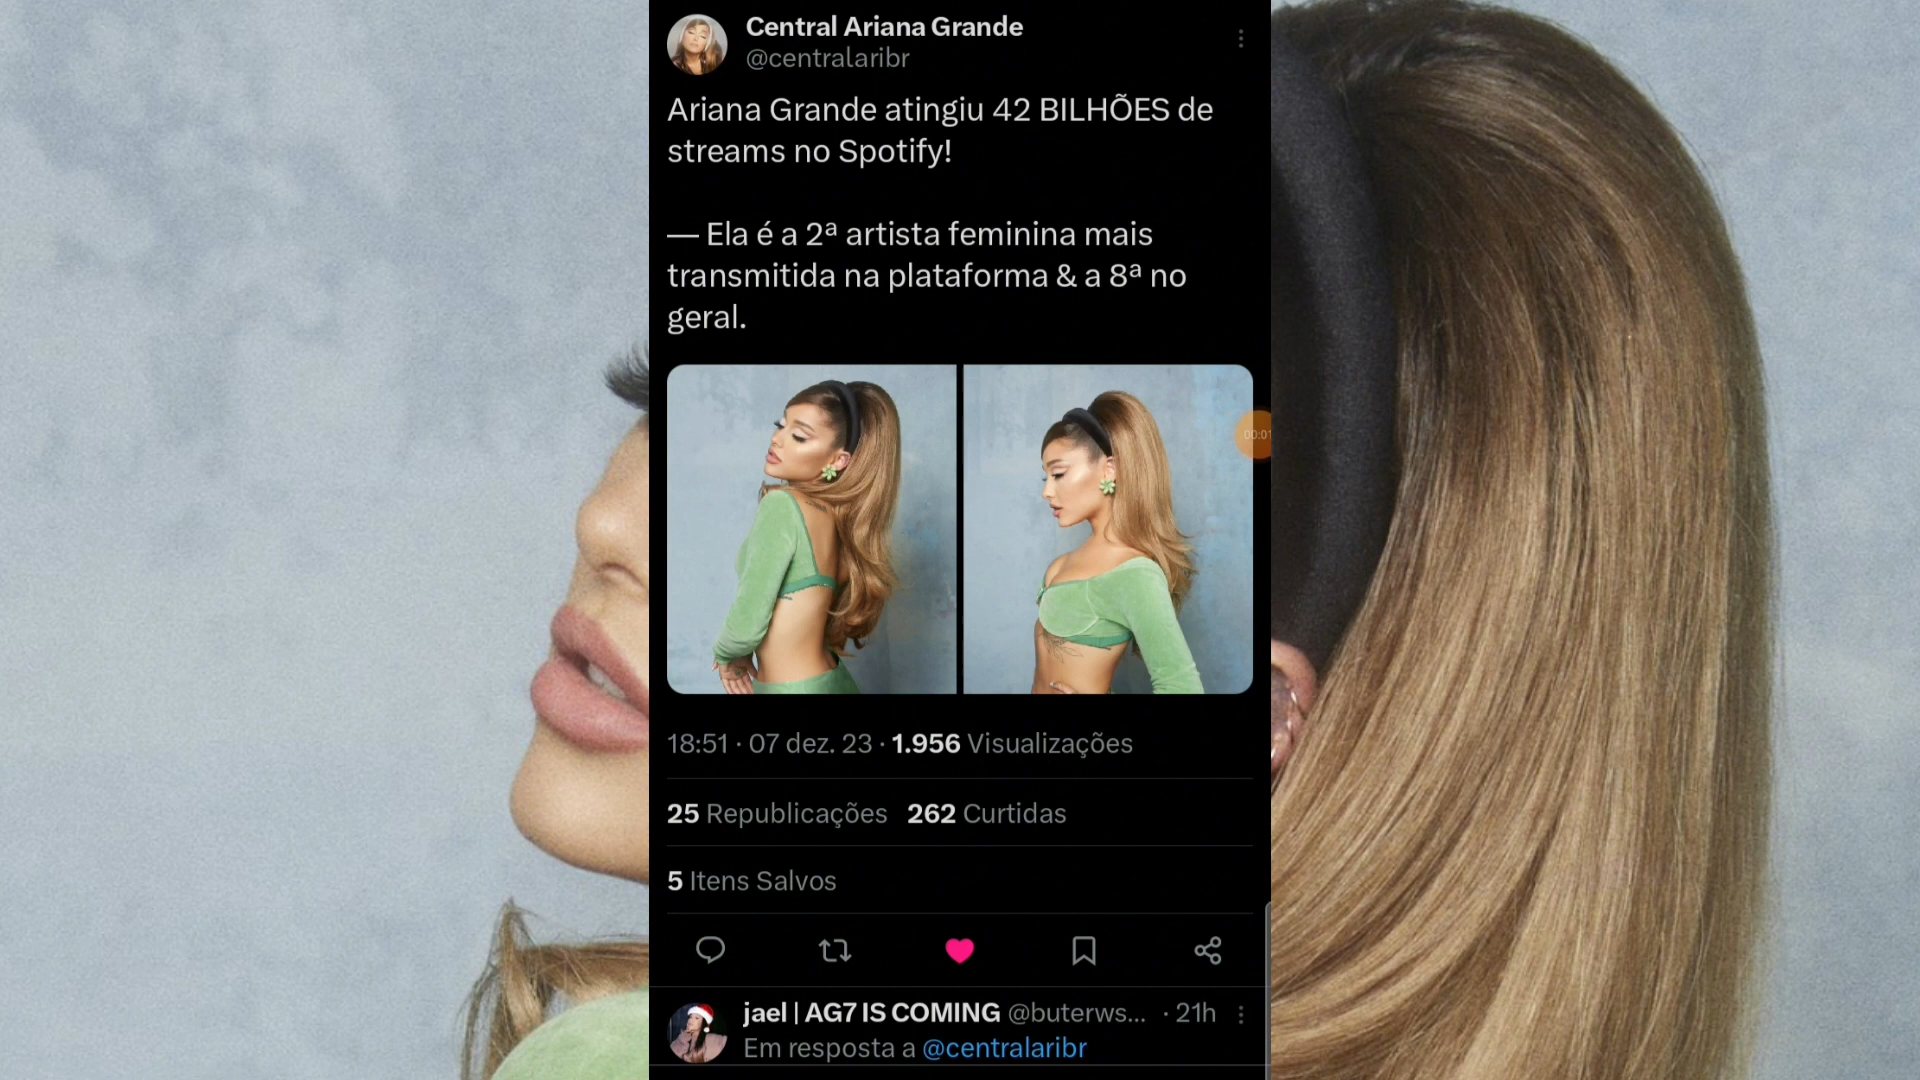 Central Ariana Grande
@centralaribr
Ariana Grande atingiu 42 BILHÕES de
streams no Spotify!
— Ela é a 2ª artista feminina mais
transmitida na plataforma & a 8ª no
geral.
00:01
18:51 · 07 dez. 23 · 1.956 Visualizações
25 Republicações 262 Curtidas
5 Itens Salvos
jael | AG7 IS COMING @buterws... · 21h
Em resposta a @centralaribr